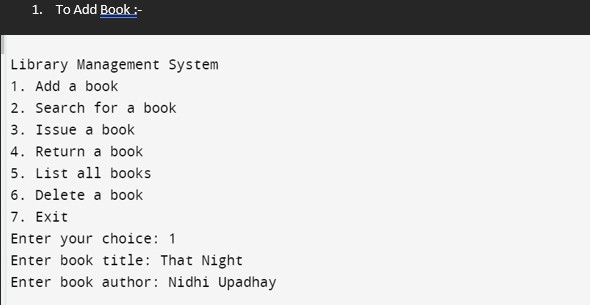 1. To Add Book :-
Library Management System
1. Add a book
2. Search for a book
3. Issue a book
4. Return a book
5. List all books
6. Delete a book
7. Exit
Enter your choice: 1
Enter book title: That Night
Enter book author: Nidhi Upadhay